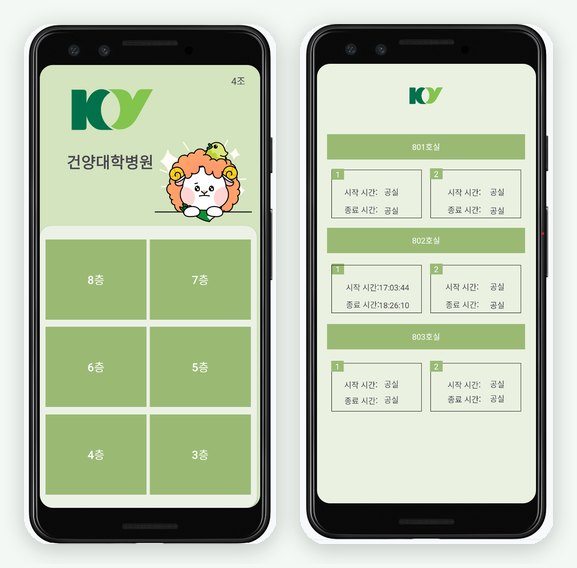 4조
KY
건양대학병원
8층 7층
6층 5층
4층 3층
KY
801호실
1 2
시작 시간: 공실 시작 시간: 공실
종료 시간: 공실 종료 시간: 공실
802호실
1 2
시작 시간:17:03:44 시작 시간: 공실
종료 시간:18:26:10 종료 시간: 공실
803호실
1 2
시작 시간: 공실 시작 시간: 공실
종료 시간: 공실 종료 시간: 공실